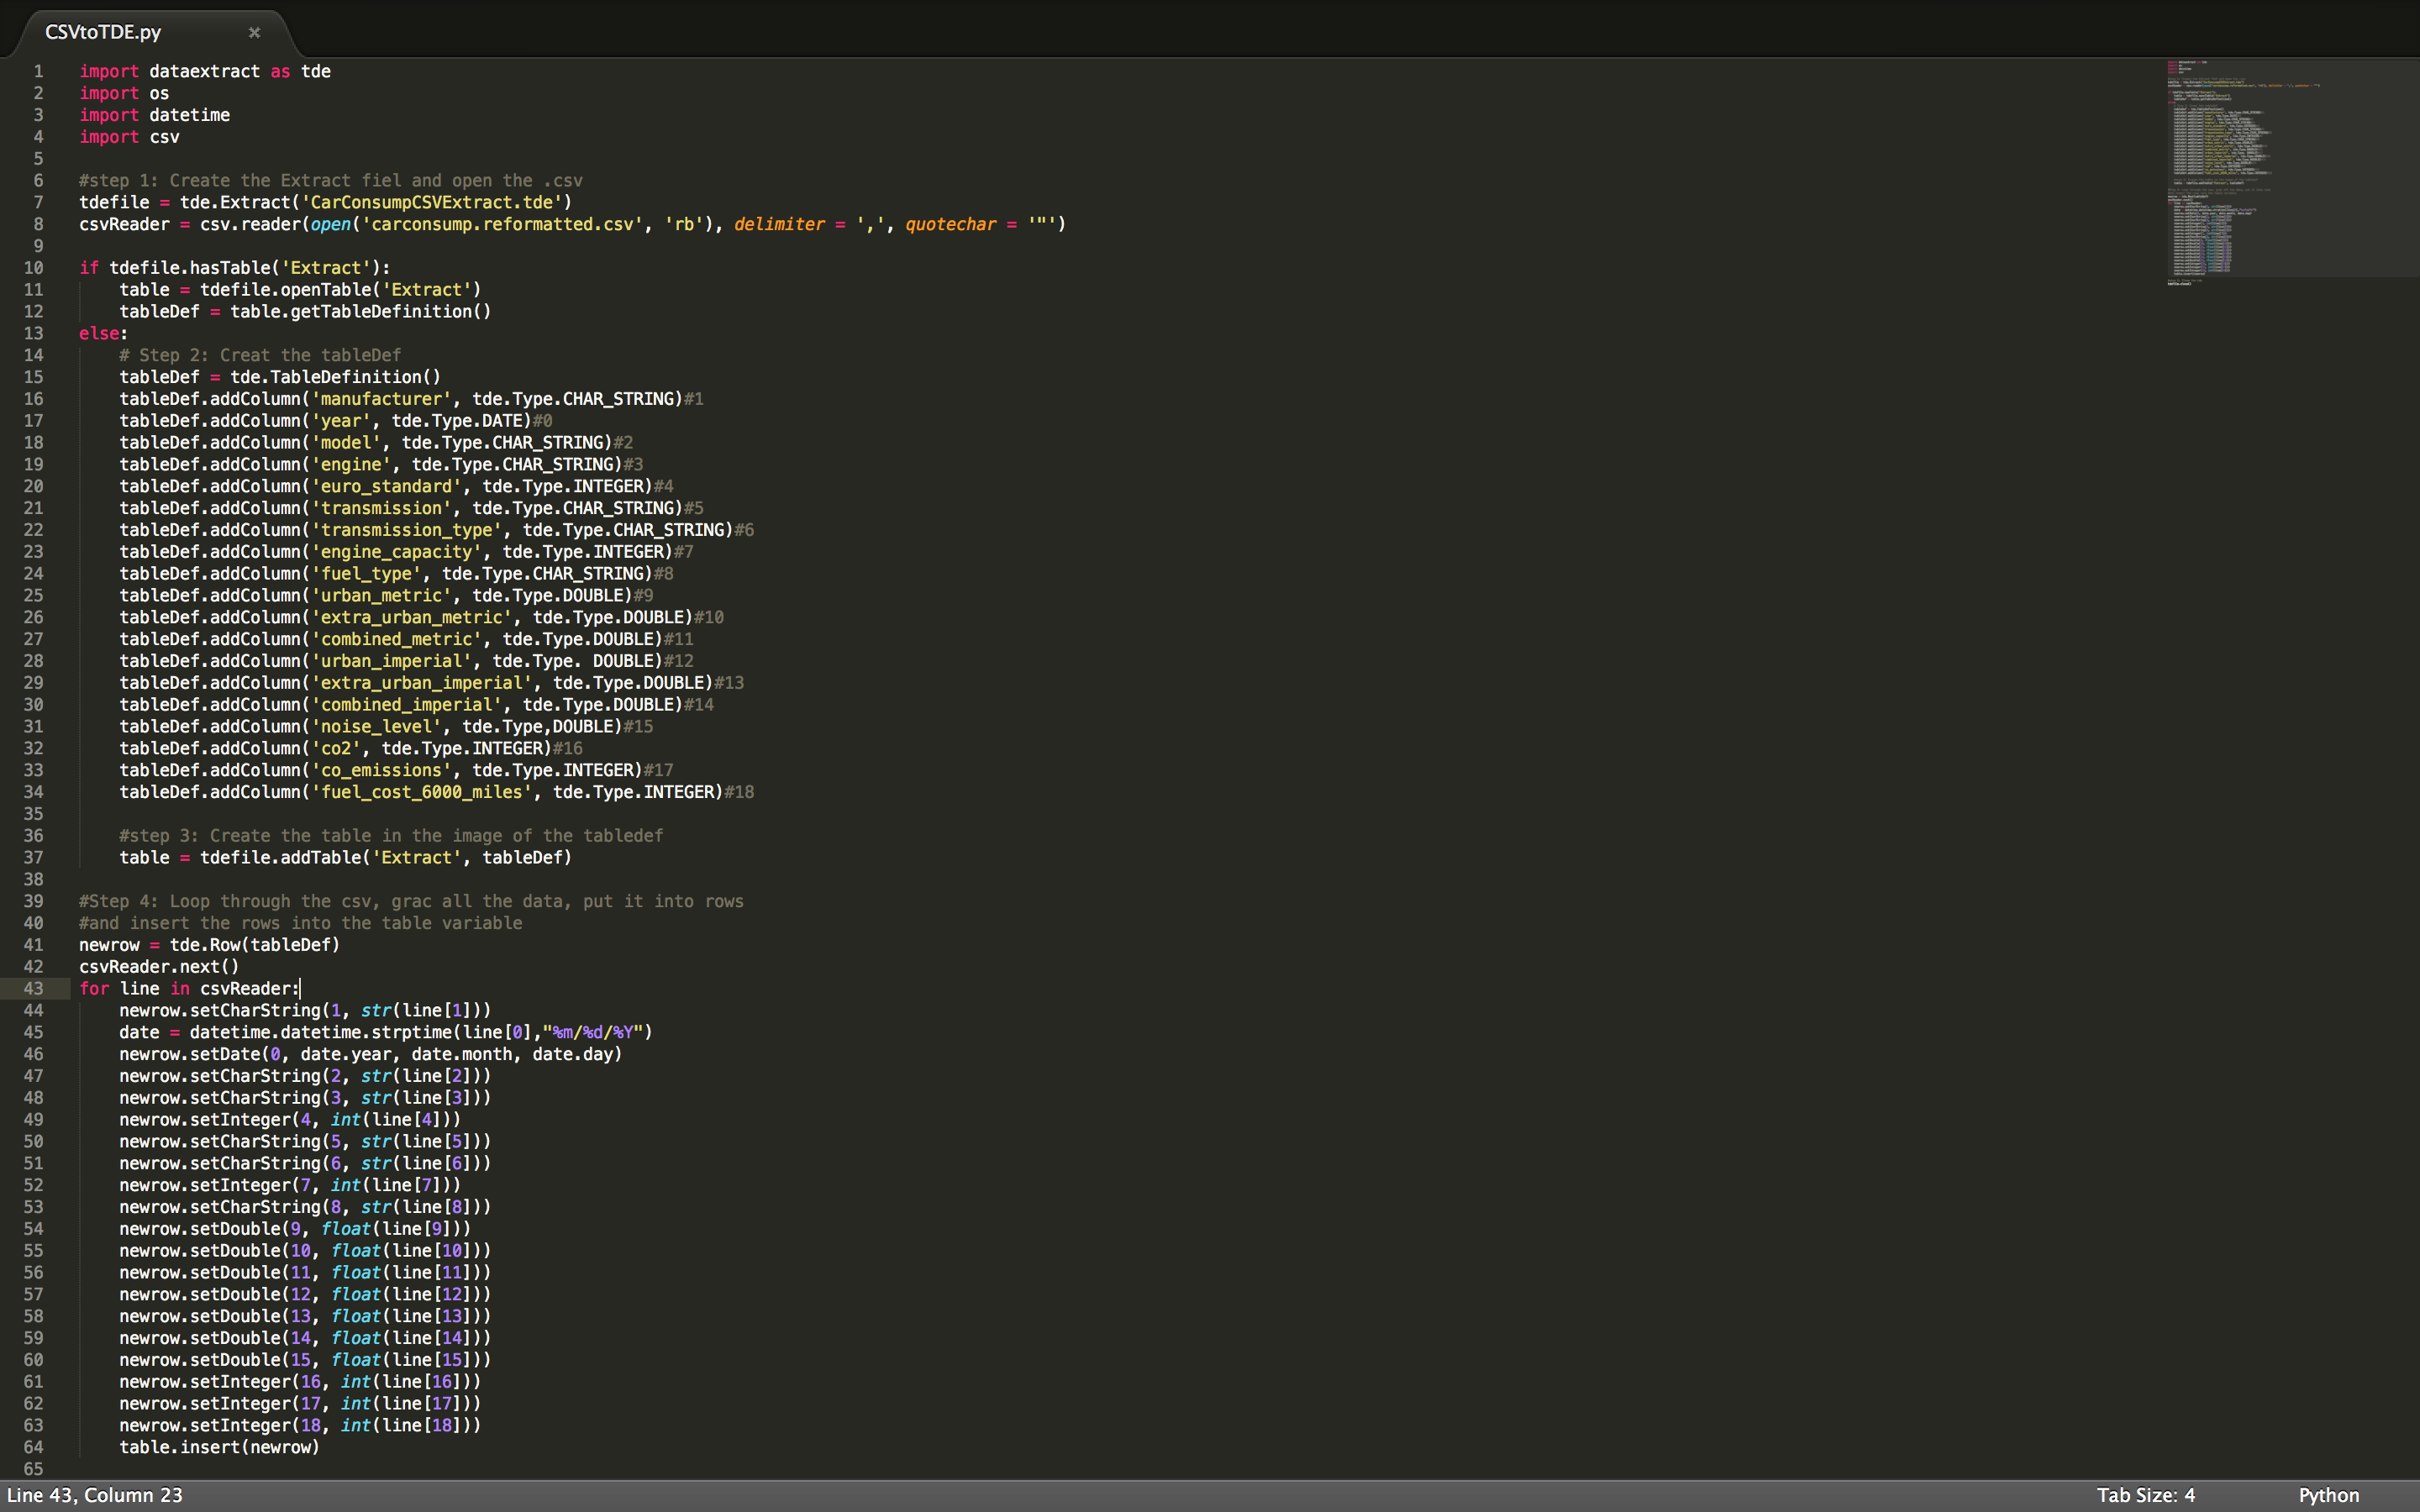 CSVtoTDE.py ×
1 import dataextract as tde
2 import os
3 import datetime
4 import csv
5
6 #step 1: Create the Extract fiel and open the .csv
7 tdefile = tde.Extract('CarConsumpCSVExtract.tde')
8 csvReader = csv.reader(open('carconsump.reformatted.csv', 'rb'), delimiter = ',', quotechar = '"')
9
10 if tdefile.hasTable('Extract'):
11     table = tdefile.openTable('Extract')
12     tableDef = table.getTableDefinition()
13 else:
14     # Step 2: Creat the tableDef
15     tableDef = tde.TableDefinition()
16     tableDef.addColumn('manufacturer', tde.Type.CHAR_STRING)#1
17     tableDef.addColumn('year', tde.Type.DATE)#0
18     tableDef.addColumn('model', tde.Type.CHAR_STRING)#2
19     tableDef.addColumn('engine', tde.Type.CHAR_STRING)#3
20     tableDef.addColumn('euro_standard', tde.Type.INTEGER)#4
21     tableDef.addColumn('transmission', tde.Type.CHAR_STRING)#5
22     tableDef.addColumn('transmission_type', tde.Type.CHAR_STRING)#6
23     tableDef.addColumn('engine_capacity', tde.Type.INTEGER)#7
24     tableDef.addColumn('fuel_type', tde.Type.CHAR_STRING)#8
25     tableDef.addColumn('urban_metric', tde.Type.DOUBLE)#9
26     tableDef.addColumn('extra_urban_metric', tde.Type.DOUBLE)#10
27     tableDef.addColumn('combined_metric', tde.Type.DOUBLE)#11
28     tableDef.addColumn('urban_imperial', tde.Type. DOUBLE)#12
29     tableDef.addColumn('extra_urban_imperial', tde.Type.DOUBLE)#13
30     tableDef.addColumn('combined_imperial', tde.Type.DOUBLE)#14
31     tableDef.addColumn('noise_level', tde.Type,DOUBLE)#15
32     tableDef.addColumn('co2', tde.Type.INTEGER)#16
33     tableDef.addColumn('co_emissions', tde.Type.INTEGER)#17
34     tableDef.addColumn('fuel_cost_6000_miles', tde.Type.INTEGER)#18
35
36     #step 3: Create the table in the image of the tabledef
37     table = tdefile.addTable('Extract', tableDef)
38
39 #Step 4: Loop through the csv, grac all the data, put it into rows
40 #and insert the rows into the table variable
41 newrow = tde.Row(tableDef)
42 csvReader.next()
43 for line in csvReader:
44     newrow.setCharString(1, str(line[1]))
45     date = datetime.datetime.strptime(line[0],"%m/%d/%Y")
46     newrow.setDate(0, date.year, date.month, date.day)
47     newrow.setCharString(2, str(line[2]))
48     newrow.setCharString(3, str(line[3]))
49     newrow.setInteger(4, int(line[4]))
50     newrow.setCharString(5, str(line[5]))
51     newrow.setCharString(6, str(line[6]))
52     newrow.setInteger(7, int(line[7]))
53     newrow.setCharString(8, str(line[8]))
54     newrow.setDouble(9, float(line[9]))
55     newrow.setDouble(10, float(line[10]))
56     newrow.setDouble(11, float(line[11]))
57     newrow.setDouble(12, float(line[12]))
58     newrow.setDouble(13, float(line[13]))
59     newrow.setDouble(14, float(line[14]))
60     newrow.setDouble(15, float(line[15]))
61     newrow.setInteger(16, int(line[16]))
62     newrow.setInteger(17, int(line[17]))
63     newrow.setInteger(18, int(line[18]))
64     table.insert(newrow)
65
Line 43, Column 23 Tab Size: 4 Python